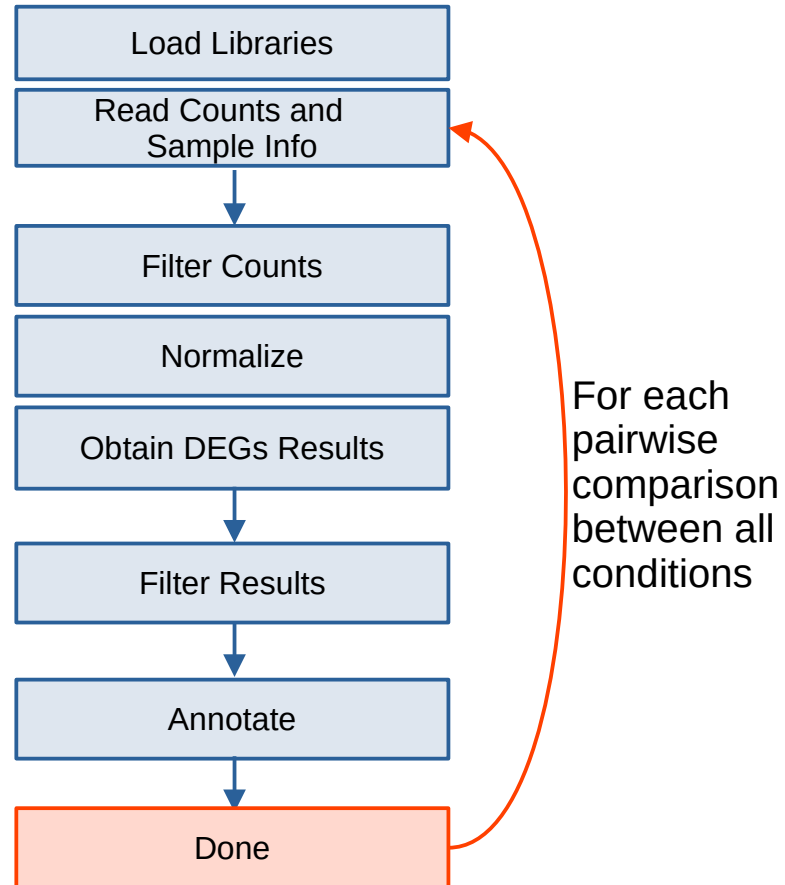 Load Libraries
Read Counts and
Sample Info
Filter Counts
Normalize
Obtain DEGs Results
Filter Results
Annotate
Done
For each
pairwise
comparison
between all
conditions